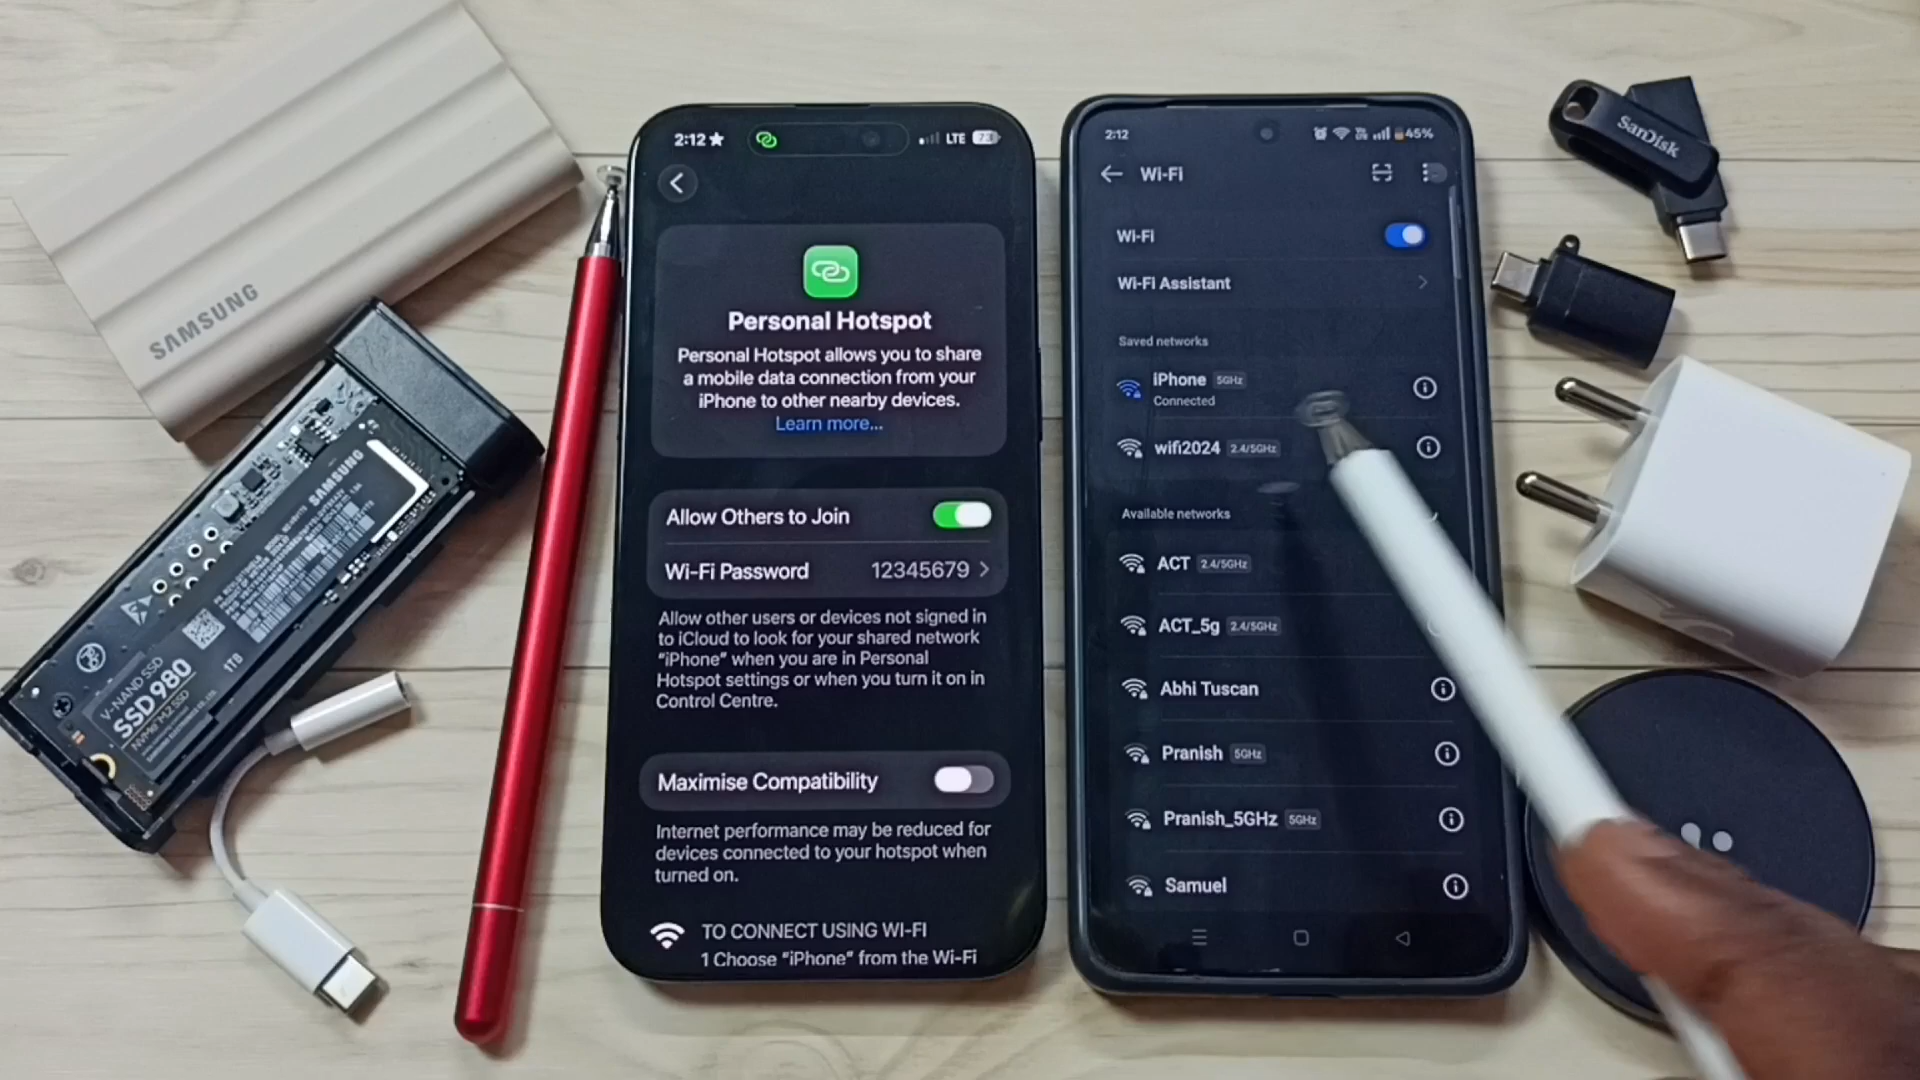 SAMSUNG
SAMSUNG
V-NAND SSD
SSD 980
NVMe M.2 SSD
1TB
2:12
LTE
73
Personal Hotspot
Personal Hotspot allows you to share
a mobile data connection from your
iPhone to other nearby devices.
Learn more...
Allow Others to Join
Wi-Fi Password 12345679
Allow other users or devices not signed in
to iCloud to look for your shared network
“iPhone” when you are in Personal
Hotspot settings or when you turn it on in
Control Centre.
Maximise Compatibility
Internet performance may be reduced for
devices connected to your hotspot when
turned on.
TO CONNECT USING WI-FI
1 Choose “iPhone” from the Wi-Fi
2:12
45%
Wi-Fi
Wi-Fi
Wi-Fi Assistant
Saved networks
iPhone 5GHz
Connected
wifi2024 2.4/5GHz
Available networks
ACT 2.4/5GHz
ACT_5g 2.4/5GHz
Abhi Tuscan
Pranish 5GHz
Pranish_5GHz 5GHz
Samuel
SanDisk